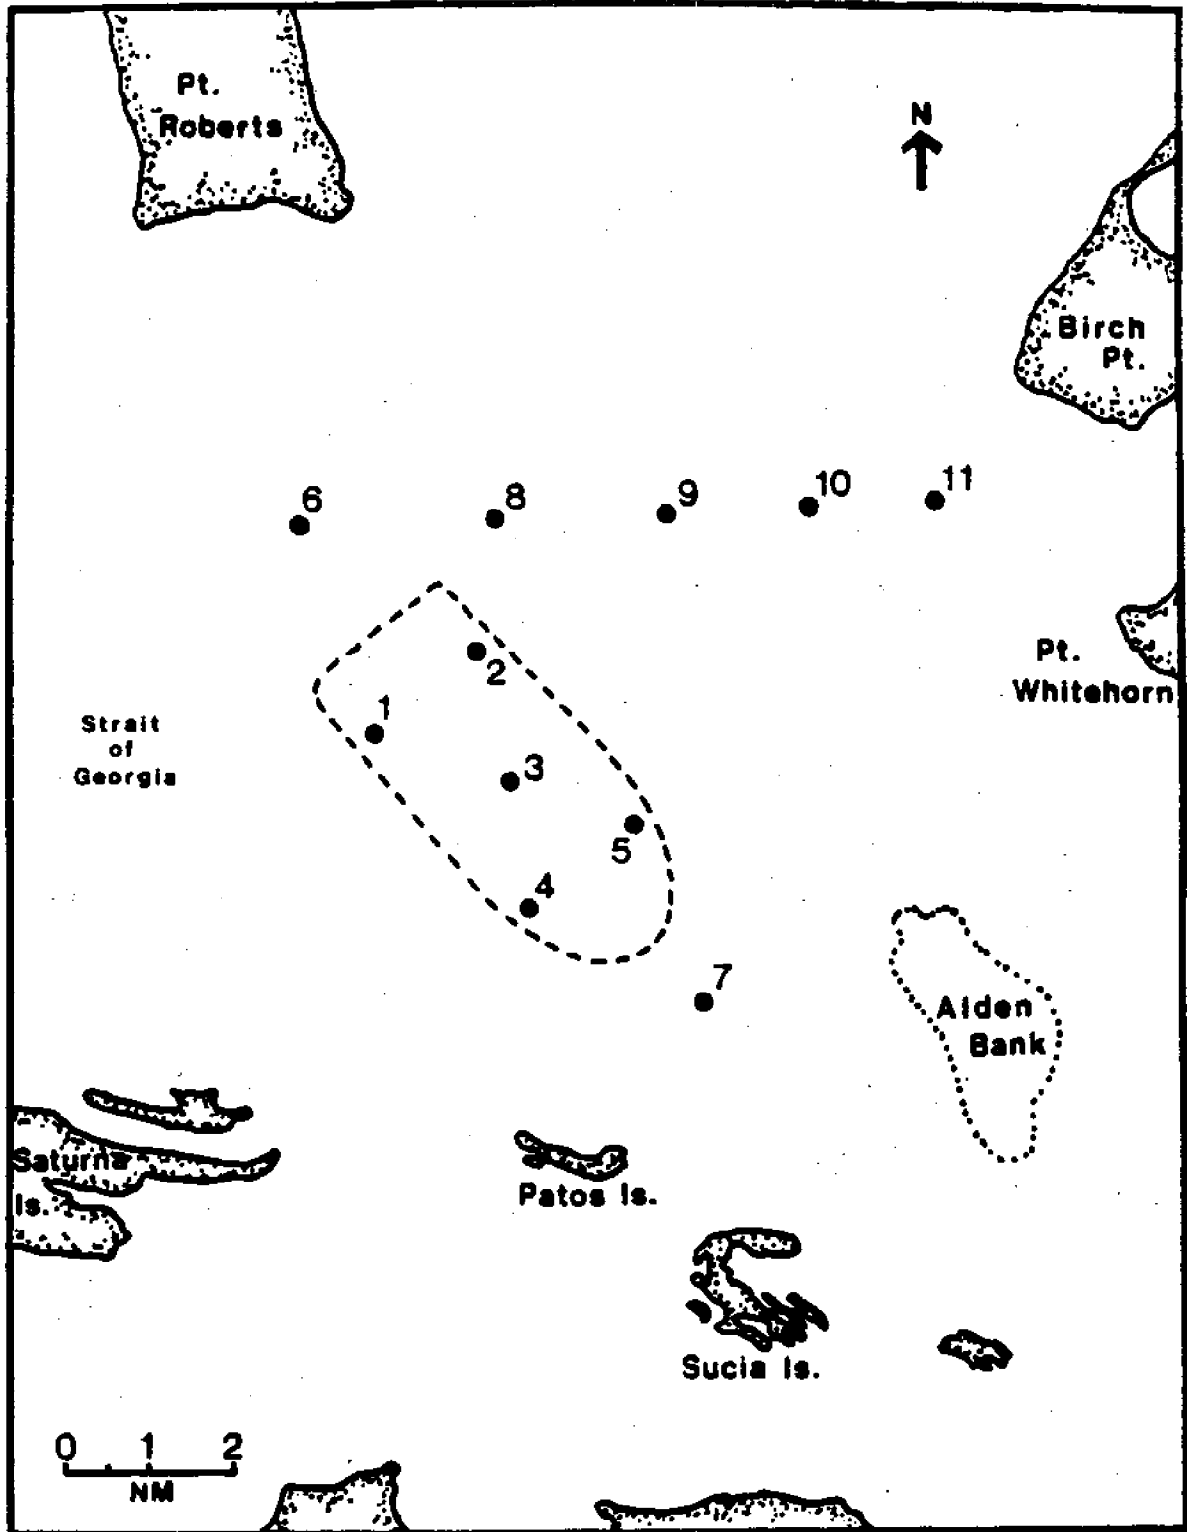 Pt.
Roberts
N
Birch
Pt.
6
8
9
10
11
2
Pt.
Whitehorn
1
Strait
of
Georgia
3
5
4
7
Alden
Bank
Saturna
Is.
Patos Is.
Sucia Is.
0 1 2
NM